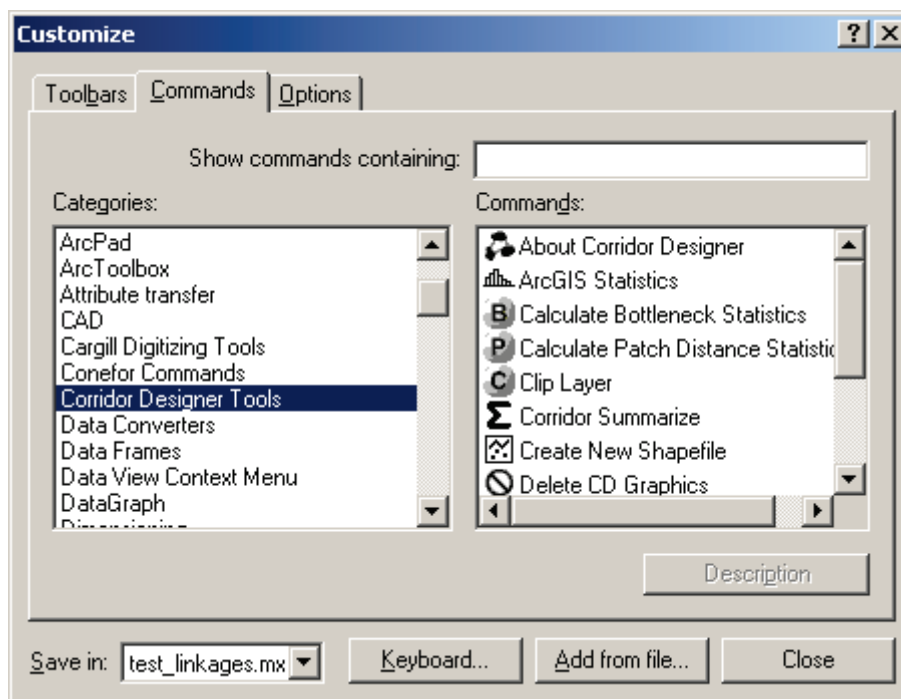 Customize
Toolbars Commands Options
Show commands containing:
Categories: Commands:
ArcPad
ArcToolbox
Attribute transfer
CAD
Cargill Digitizing Tools
Conefor Commands
Corridor Designer Tools
Data Converters
Data Frames
Data View Context Menu
DataGraph
About Corridor Designer
ArcGIS Statistics
B Calculate Bottleneck Statistics
P Calculate Patch Distance Statistic
C Clip Layer
Σ Corridor Summarize
Create New Shapefile
Delete CD Graphics
Description
Save in: test_linkages.mx Keyboard... Add from file... Close